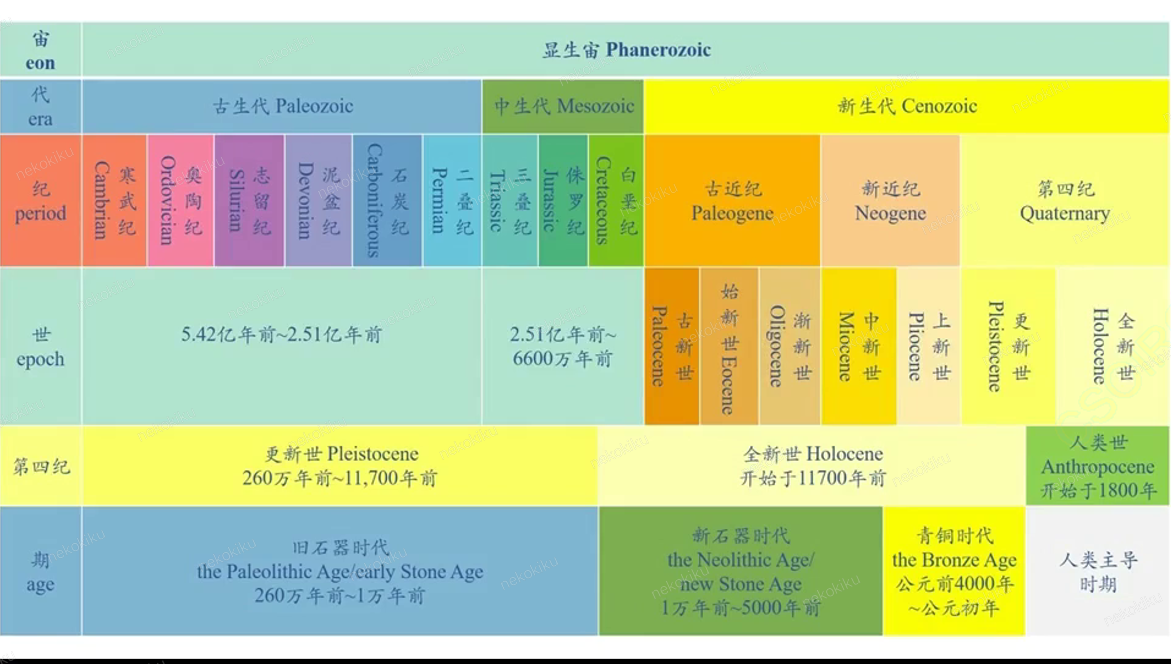 宙
eon
显生宙 Phanerozoic
代
era
古生代 Paleozoic
中生代 Mesozoic
新生代 Cenozoic
纪
period
寒武纪
Cambrian
奥陶纪
Ordovician
志留纪
Silurian
泥盆纪
Devonian
石炭纪
Carboniferous
二叠纪
Permian
三叠纪
Triassic
侏罗纪
Jurassic
白垩纪
Cretaceous
古近纪
Paleogene
新近纪
Neogene
第四纪
Quaternary
世
epoch
5.42亿年前~2.51亿年前
2.51亿年前~
6600万年前
古新世
Paleocene
始新世 Eocene
渐新世
Oligocene
中新世
Miocene
上新世
Pliocene
更新世
Pleistocene
全新世
Holocene
第四纪
更新世 Pleistocene
260万年前~11,700年前
全新世 Holocene
开始于11700年前
人类世
Anthropocene
开始于1800年
期
age
旧石器时代
the Paleolithic Age/early Stone Age
260万年前~1万年前
新石器时代
the Neolithic Age/
new Stone Age
1万年前~5000年前
青铜时代
the Bronze Age
公元前4000年
~公元初年
人类主导
时期
nekokiku